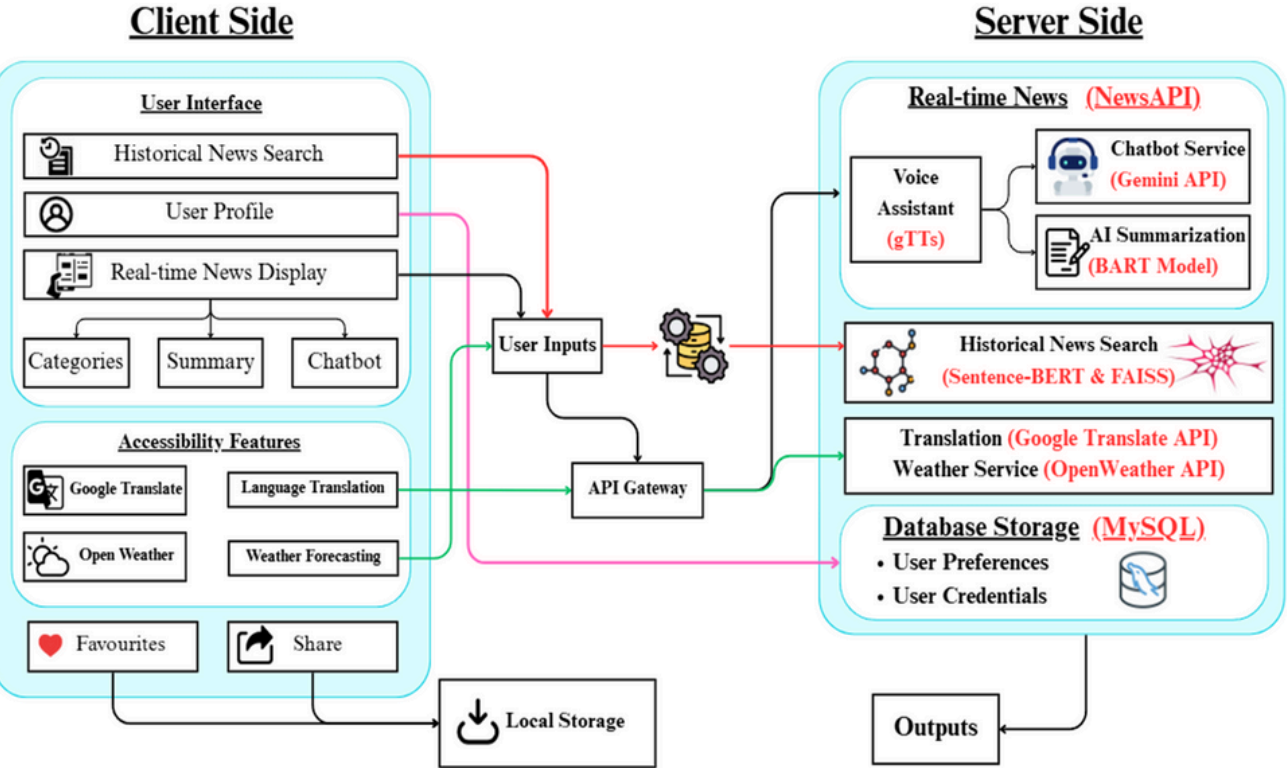 Client Side
User Interface
Historical News Search
User Profile
Real-time News Display
Categories
Summary
Chatbot
Accessibility Features
Google Translate
Language Translation
Open Weather
Weather Forecasting
Favourites
Share
User Inputs
API Gateway
Local Storage
Server Side
Real-time News (NewsAPI)
Voice
Assistant
(gTTs)
Chatbot Service
(Gemini API)
AI Summarization
(BART Model)
Historical News Search
(Sentence-BERT & FAISS)
Translation (Google Translate API)
Weather Service (OpenWeather API)
Database Storage (MySQL)
• User Preferences
• User Credentials
Outputs